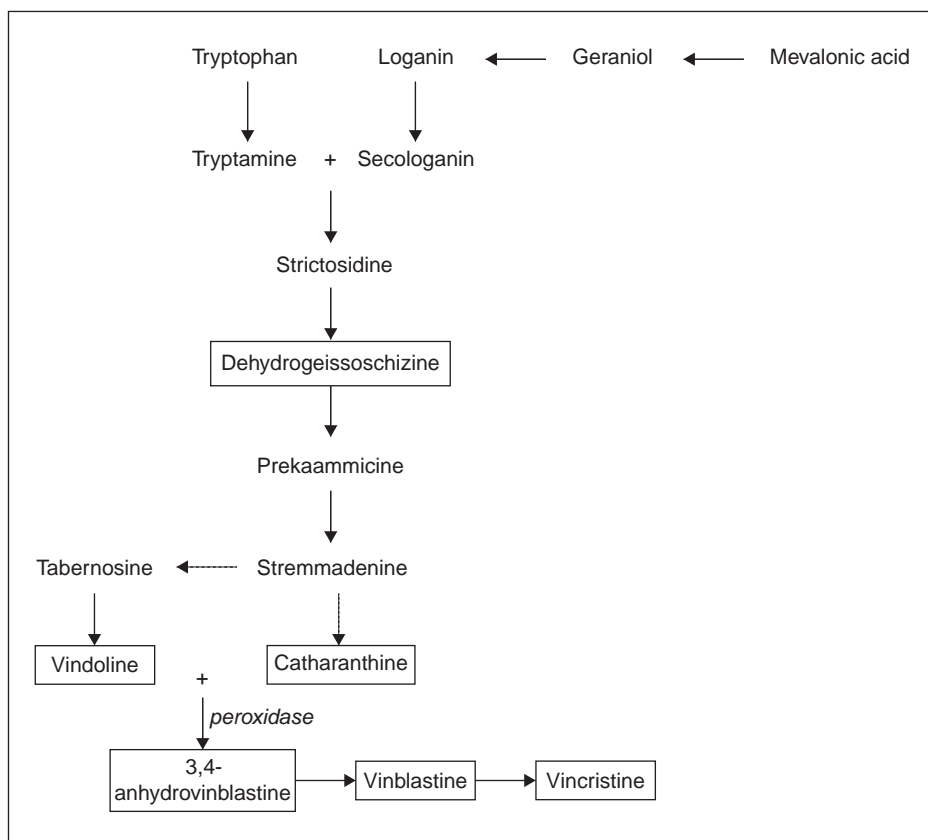 Tryptophan Loganin Geraniol Mevalonic acid
Tryptamine + Secologanin
Strictosidine
Dehydrogeissoschizine
Prekaammicine
Tabernosine Stremmadenine
Vindoline + Catharanthine
peroxidase
3,4-
anhydrovinblastine Vinblastine Vincristine